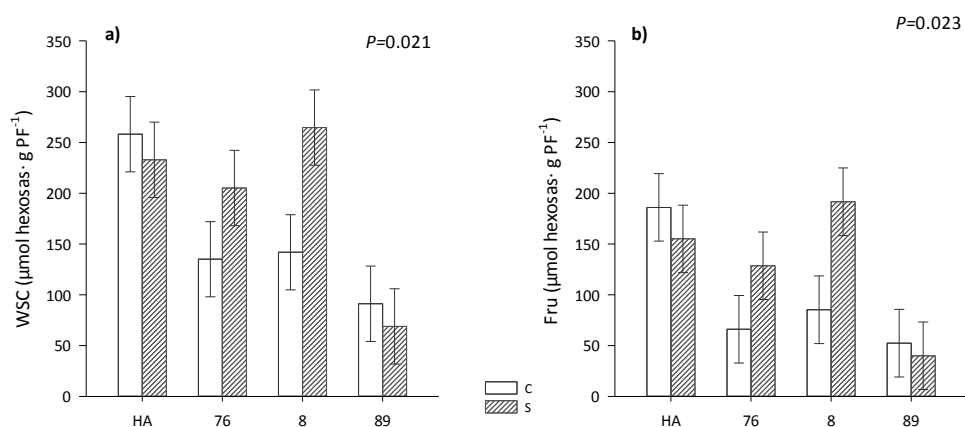 a)
P=0.021
WSC (µmol hexosas· g PF⁻¹)
350
300
250
200
150
100
50
0
HA 76 8 89
C
S
b)
P=0.023
Fru (µmol hexosas· g PF⁻¹)
350
300
250
200
150
100
50
0
HA 76 8 89